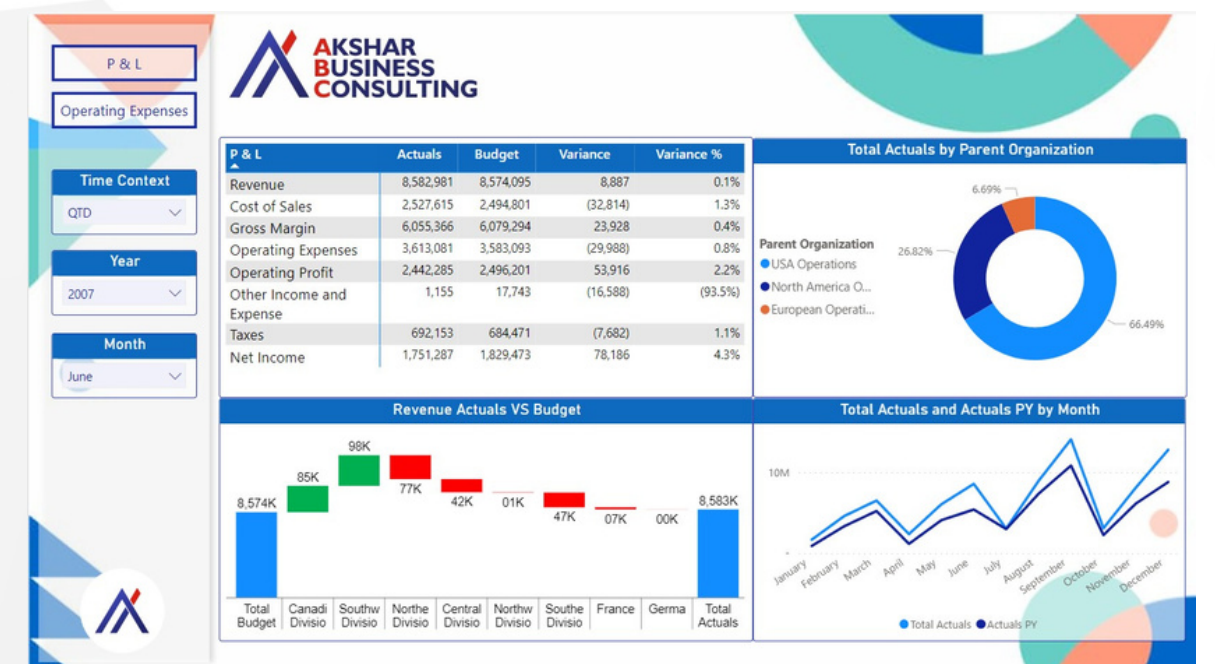 P & L
Operating Expenses
Time Context
QTD
Year
2007
Month
June
AKSHAR
BUSINESS
CONSULTING
P & L Actuals Budget Variance Variance %
Revenue 8,582,981 8,574,095 8,887 0.1%
Cost of Sales 2,527,615 2,494,801 (32,814) 1.3%
Gross Margin 6,055,366 6,079,294 23,928 0.4%
Operating Expenses 3,613,081 3,583,093 (29,988) 0.8%
Operating Profit 2,442,285 2,496,201 53,916 2.2%
Other Income and 1,155 17,743 (16,588) (93.5%)
Expense
Taxes 692,153 684,471 (7,682) 1.1%
Net Income 1,751,287 1,829,473 78,186 4.3%
Total Actuals by Parent Organization
Parent Organization
USA Operations
North America O...
European Operati...
6.69%
26.82%
66.49%
Revenue Actuals VS Budget
8,574K 85K 98K 77K 42K 01K 47K 07K 00K 8,583K
Total Canadi Southw Northe Central Northw Southe France Germa Total
Budget Divisio Divisio Divisio Divisio Divisio Divisio Actuals
Total Actuals and Actuals PY by Month
10M
-
January February March April May June July August September October November December
Total Actuals Actuals PY